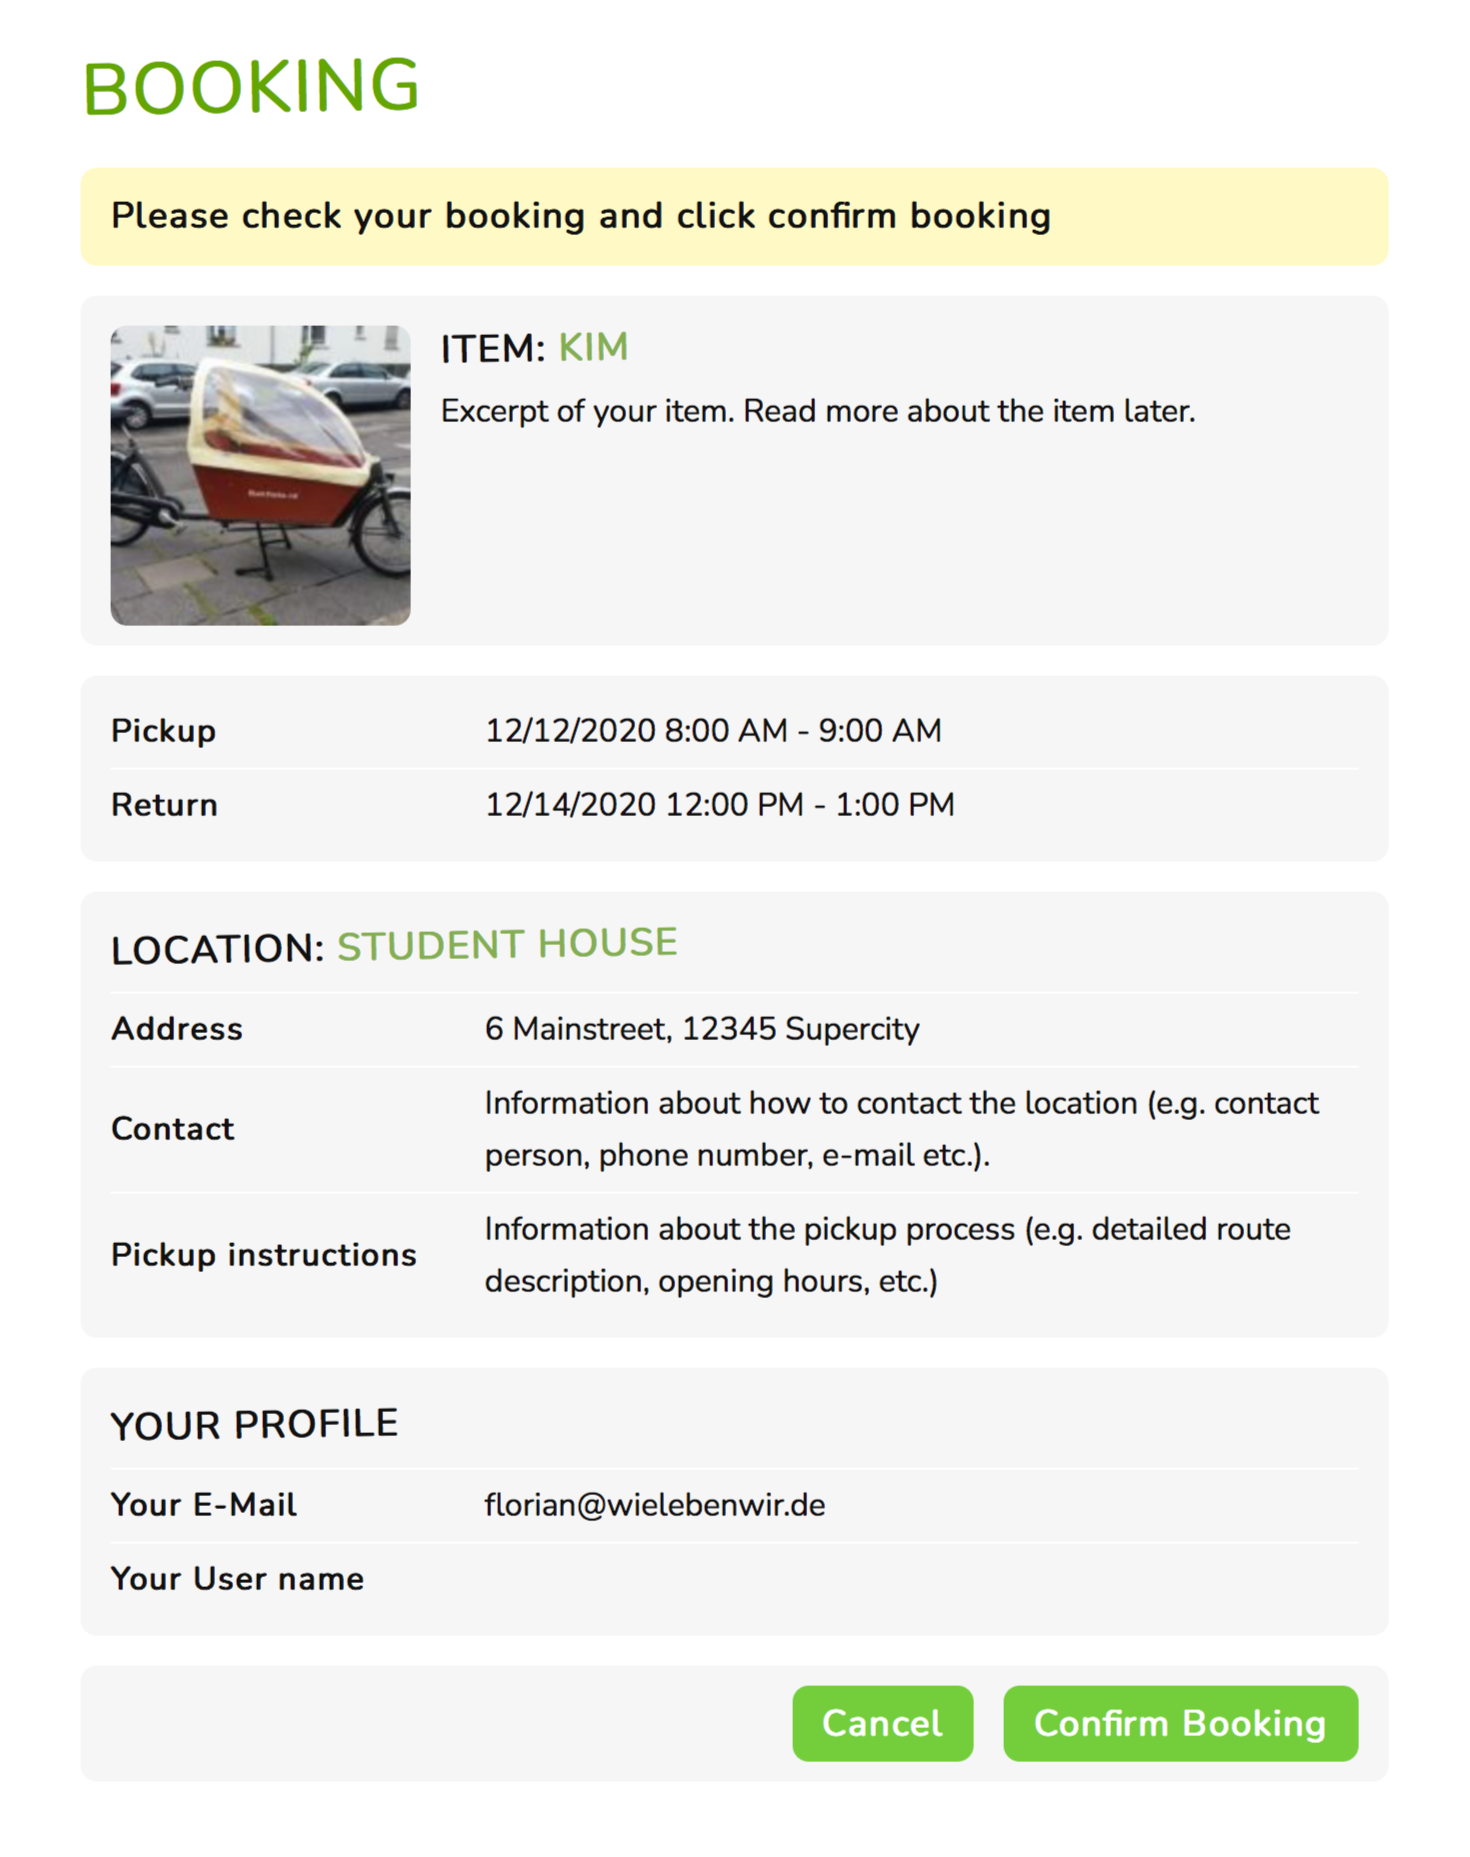 BOOKING
Please check your booking and click confirm booking
ITEM: KIM
Excerpt of your item. Read more about the item later.
Pickup 12/12/2020 8:00 AM - 9:00 AM
Return 12/14/2020 12:00 PM - 1:00 PM
LOCATION: STUDENT HOUSE
Address 6 Mainstreet, 12345 Supercity
Contact Information about how to contact the location (e.g. contact
person, phone number, e-mail etc.).
Pickup instructions Information about the pickup process (e.g. detailed route
description, opening hours, etc.)
YOUR PROFILE
Your E-Mail florian@wielebenwir.de
Your User name
Cancel Confirm Booking